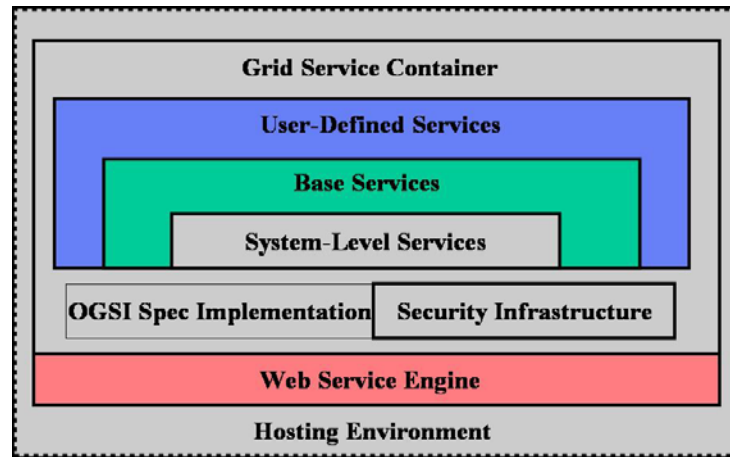 Grid Service Container
User-Defined Services
Base Services
System-Level Services
OGSI Spec Implementation
Security Infrastructure
Web Service Engine
Hosting Environment